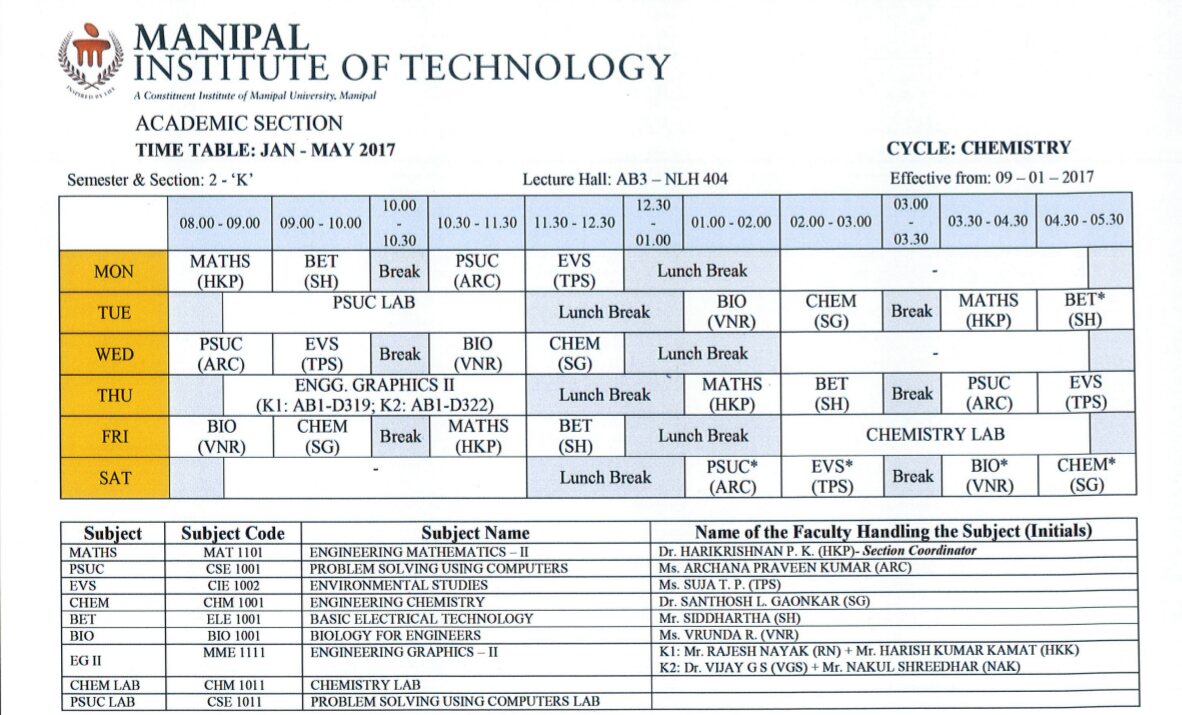 MANIPAL
INSTITUTE OF TECHNOLOGY
INSPIRED BY LIFE
A Constituent Institute of Manipal University, Manipal
ACADEMIC SECTION
TIME TABLE: JAN - MAY 2017
CYCLE: CHEMISTRY
Semester & Section: 2 - ‘K’
Lecture Hall: AB3 – NLH 404
Effective from: 09 – 01 – 2017
08.00 - 09.00 09.00 - 10.00 10.00 - 10.30 10.30 - 11.30 11.30 - 12.30 12.30 - 01.00 01.00 - 02.00 02.00 - 03.00 03.00 - 03.30 03.30 - 04.30 04.30 - 05.30
MON MATHS (HKP) BET (SH) Break PSUC (ARC) EVS (TPS) Lunch Break -
TUE PSUC LAB Lunch Break BIO (VNR) CHEM (SG) Break MATHS (HKP) BET* (SH)
WED PSUC (ARC) EVS (TPS) Break BIO (VNR) CHEM (SG) Lunch Break -
THU ENGG. GRAPHICS II (K1: AB1-D319; K2: AB1-D322) Lunch Break MATHS (HKP) BET (SH) Break PSUC (ARC) EVS (TPS)
FRI BIO (VNR) CHEM (SG) Break MATHS (HKP) BET (SH) Lunch Break CHEMISTRY LAB
SAT - Lunch Break PSUC* (ARC) EVS* (TPS) Break BIO* (VNR) CHEM* (SG)
Subject Subject Code Subject Name Name of the Faculty Handling the Subject (Initials)
MATHS MAT 1101 ENGINEERING MATHEMATICS – II Dr. HARIKRISHNAN P. K. (HKP)- Section Coordinator
PSUC CSE 1001 PROBLEM SOLVING USING COMPUTERS Ms. ARCHANA PRAVEEN KUMAR (ARC)
EVS CIE 1002 ENVIRONMENTAL STUDIES Ms. SUJA T. P. (TPS)
CHEM CHM 1001 ENGINEERING CHEMISTRY Dr. SANTHOSH L. GAONKAR (SG)
BET ELE 1001 BASIC ELECTRICAL TECHNOLOGY Mr. SIDDHARTHA (SH)
BIO BIO 1001 BIOLOGY FOR ENGINEERS Ms. VRUNDA R. (VNR)
EG II MME 1111 ENGINEERING GRAPHICS – II K1: Mr. RAJESH NAYAK (RN) + Mr. HARISH KUMAR KAMAT (HKK)
K2: Dr. VIJAY G S (VGS) + Mr. NAKUL SHREEDHAR (NAK)
CHEM LAB CHM 1011 CHEMISTRY LAB
PSUC LAB CSE 1011 PROBLEM SOLVING USING COMPUTERS LAB